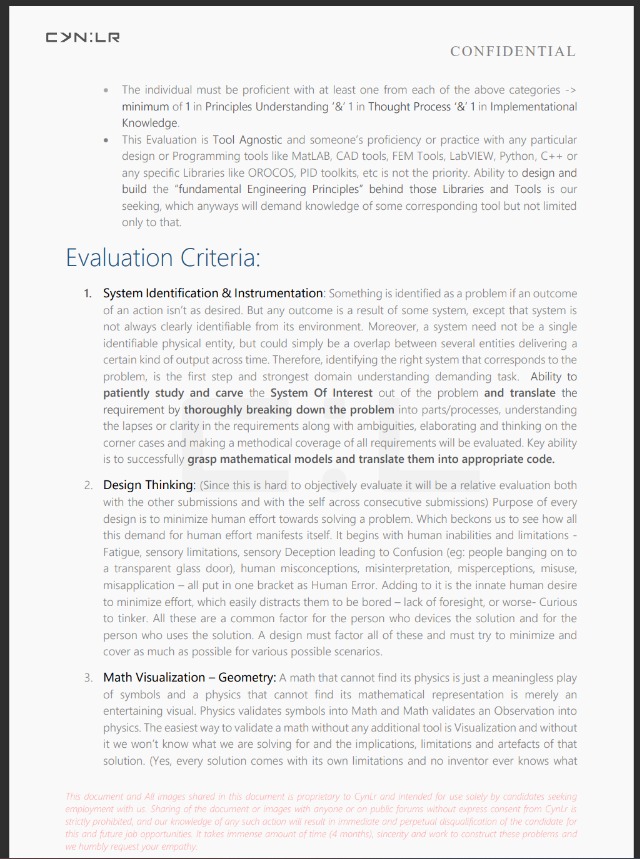 CYN:LR
CONFIDENTIAL
• The individual must be proficient with at least one from each of the above categories ->
minimum of 1 in Principles Understanding '&' 1 in Thought Process '&' 1 in Implementational
Knowledge.
• This Evaluation is Tool Agnostic and someone's proficiency or practice with any particular
design or Programming tools like MatLAB, CAD tools, FEM Tools, LabVIEW, Python, C++ or
any specific Libraries like OROCOS, PID toolkits, etc is not the priority. Ability to design and
build the "fundamental Engineering Principles" behind those Libraries and Tools is our
seeking, which anyways will demand knowledge of some corresponding tool but not limited
only to that.
Evaluation Criteria:
1. System Identification & Instrumentation: Something is identified as a problem if an outcome
of an action isn't as desired. But any outcome is a result of some system, except that system is
not always clearly identifiable from its environment. Moreover, a system need not be a single
identifiable physical entity, but could simply be a overlap between several entities delivering a
certain kind of output across time. Therefore, identifying the right system that corresponds to the
problem, is the first step and strongest domain understanding demanding task. Ability to
patiently study and carve the System Of Interest out of the problem and translate the
requirement by thoroughly breaking down the problem into parts/processes, understanding
the lapses or clarity in the requirements along with ambiguities, elaborating and thinking on the
corner cases and making a methodical coverage of all requirements will be evaluated. Key ability
is to successfully grasp mathematical models and translate them into appropriate code.
2. Design Thinking: (Since this is hard to objectively evaluate it will be a relative evaluation both
with the other submissions and with the self across consecutive submissions) Purpose of every
design is to minimize human effort towards solving a problem. Which beckons us to see how all
this demand for human effort manifests itself. It begins with human inabilities and limitations -
Fatigue, sensory limitations, sensory Deception leading to Confusion (eg: people banging on to
a transparent glass door), human misconceptions, misinterpretation, misperceptions, misuse,
misapplication – all put in one bracket as Human Error. Adding to it is the innate human desire
to minimize effort, which easily distracts them to be bored – lack of foresight, or worse- Curious
to tinker. All these are a common factor for the person who devices the solution and for the
person who uses the solution. A design must factor all of these and must try to minimize and
cover as much as possible for various possible scenarios.
3. Math Visualization – Geometry: A math that cannot find its physics is just a meaningless play
of symbols and a physics that cannot find its mathematical representation is merely an
entertaining visual. Physics validates symbols into Math and Math validates an Observation into
physics. The easiest way to validate a math without any additional tool is Visualization and without
it we won't know what we are solving for and the implications, limitations and artefacts of that
solution. (Yes, every solution comes with its own limitations and no inventor ever knows what
This document and All images shared in this document is proprietary to CynLr and intended for use solely by candidates seeking
employment with us. Sharing of the document or images with anyone or on public forums without express consent from CynLr is
strictly prohibited, and our knowledge of any such action will result in immediate and perpetual disqualification of the candidate for
this and future job opportunities. It takes immense amount of time (4 months), sincerity and work to construct these problems and
we humbly request your empathy.